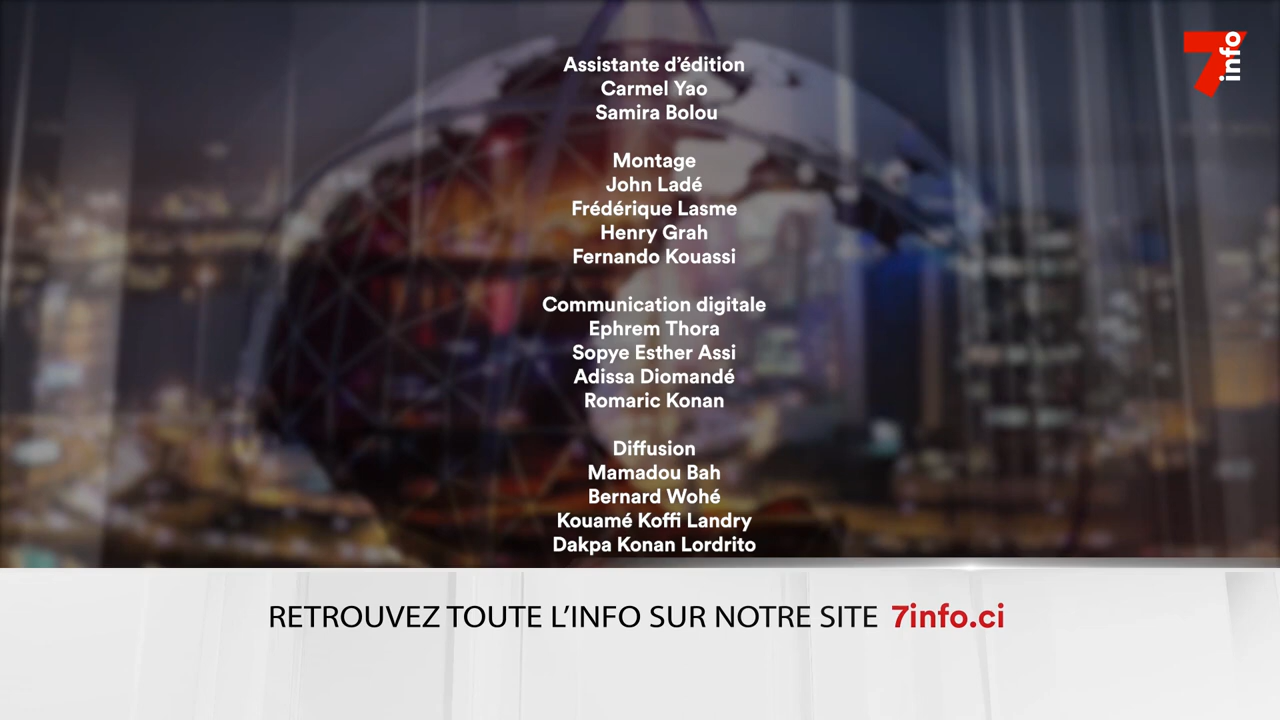 7info
Assistante d’édition
Carmel Yao
Samira Bolou
Montage
John Ladé
Frédérique Lasme
Henry Grah
Fernando Kouassi
Communication digitale
Ephrem Thora
Sopye Esther Assi
Adissa Diomandé
Romaric Konan
Diffusion
Mamadou Bah
Bernard Wohé
Kouamé Koffi Landry
Dakpa Konan Lordrito
RETROUVEZ TOUTE L’INFO SUR NOTRE SITE 7info.ci